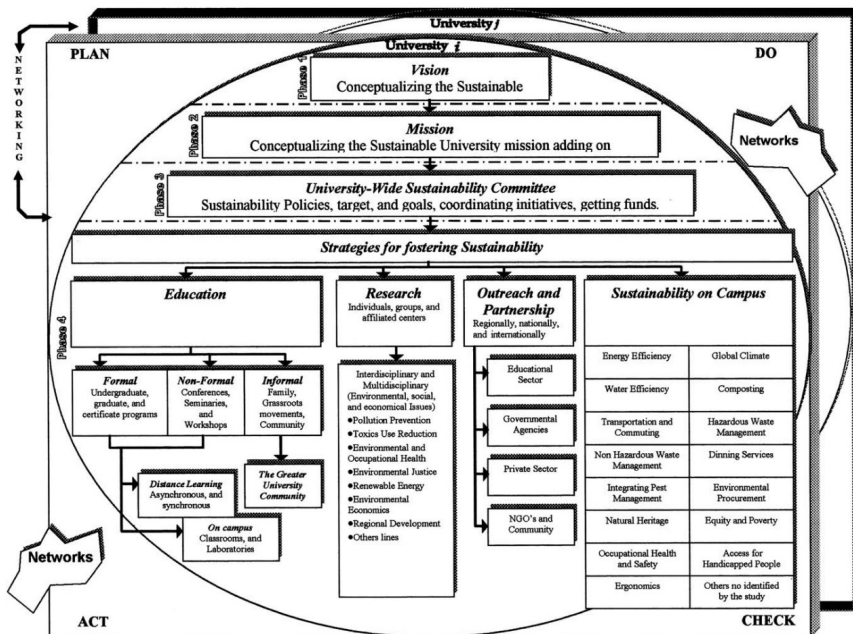 University j
University i
PLAN
DO
NETWORKING
Phase 1
Vision
Conceptualizing the Sustainable
Phase 2
Mission
Conceptualizing the Sustainable University mission adding on
Networks
Phase 3
University-Wide Sustainability Committee
Sustainability Policies, target, and goals, coordinating initiatives, getting funds.
Strategies for fostering Sustainability
Phase 4
Education
Formal
Undergraduate,
graduate, and
certificate programs
Non-Formal
Conferences,
Seminaries,
and
Workshops
Informal
Family,
Grassroots
movements,
Community
Distance Learning
Asynchronous, and
synchronous
The Greater
University
Community
On campus
Classrooms, and
Laboratories
Research
Individuals, groups, and
affiliated centers
Interdisciplinary and
Multidisciplinary
(Environmental, social,
and economical Issues)
●Pollution Prevention
●Toxics Use Reduction
●Environmental and
Occupational Health
●Environmental Justice
●Renewable Energy
●Environmental
Economics
●Regional Development
●Others lines
Outreach and
Partnership
Regionally, nationally,
and internationally
Educational
Sector
Governmental
Agencies
Private Sector
NGO's and
Community
Sustainability on Campus
Energy Efficiency
Global Climate
Water Efficiency
Composting
Transportation and
Commuting
Hazardous Waste
Management
Non Hazardous Waste
Management
Dinning Services
Integrating Pest
Management
Environmental
Procurement
Natural Heritage
Equity and Poverty
Occupational Health
and Safety
Access for
Handicapped People
Ergonomics
Others no identified
by the study
Networks
ACT
CHECK